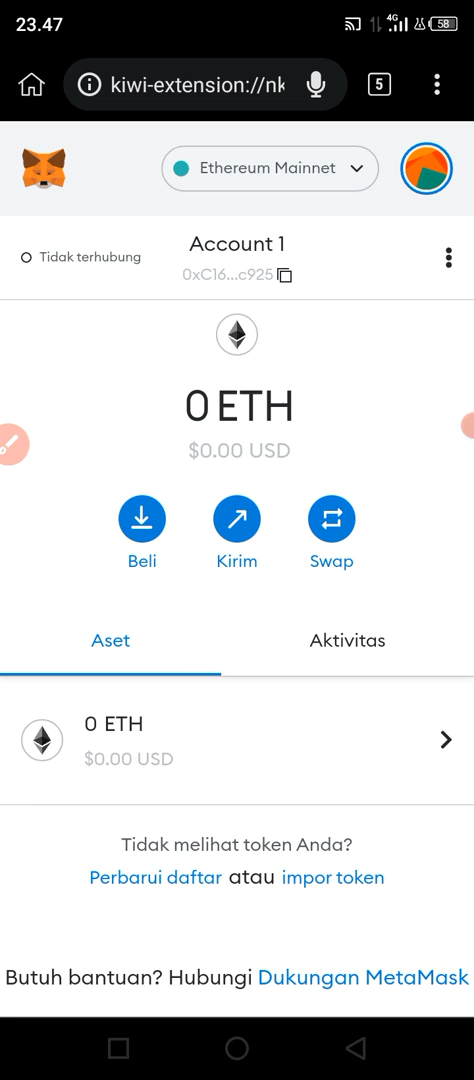 23.47
4G
58
kiwi-extension://nk
5
Ethereum Mainnet
Tidak terhubung
Account 1
0xC16...c925
0 ETH
$0.00 USD
Beli
Kirim
Swap
Aset
Aktivitas
0 ETH
$0.00 USD
Tidak melihat token Anda?
Perbarui daftar atau impor token
Butuh bantuan? Hubungi Dukungan MetaMask